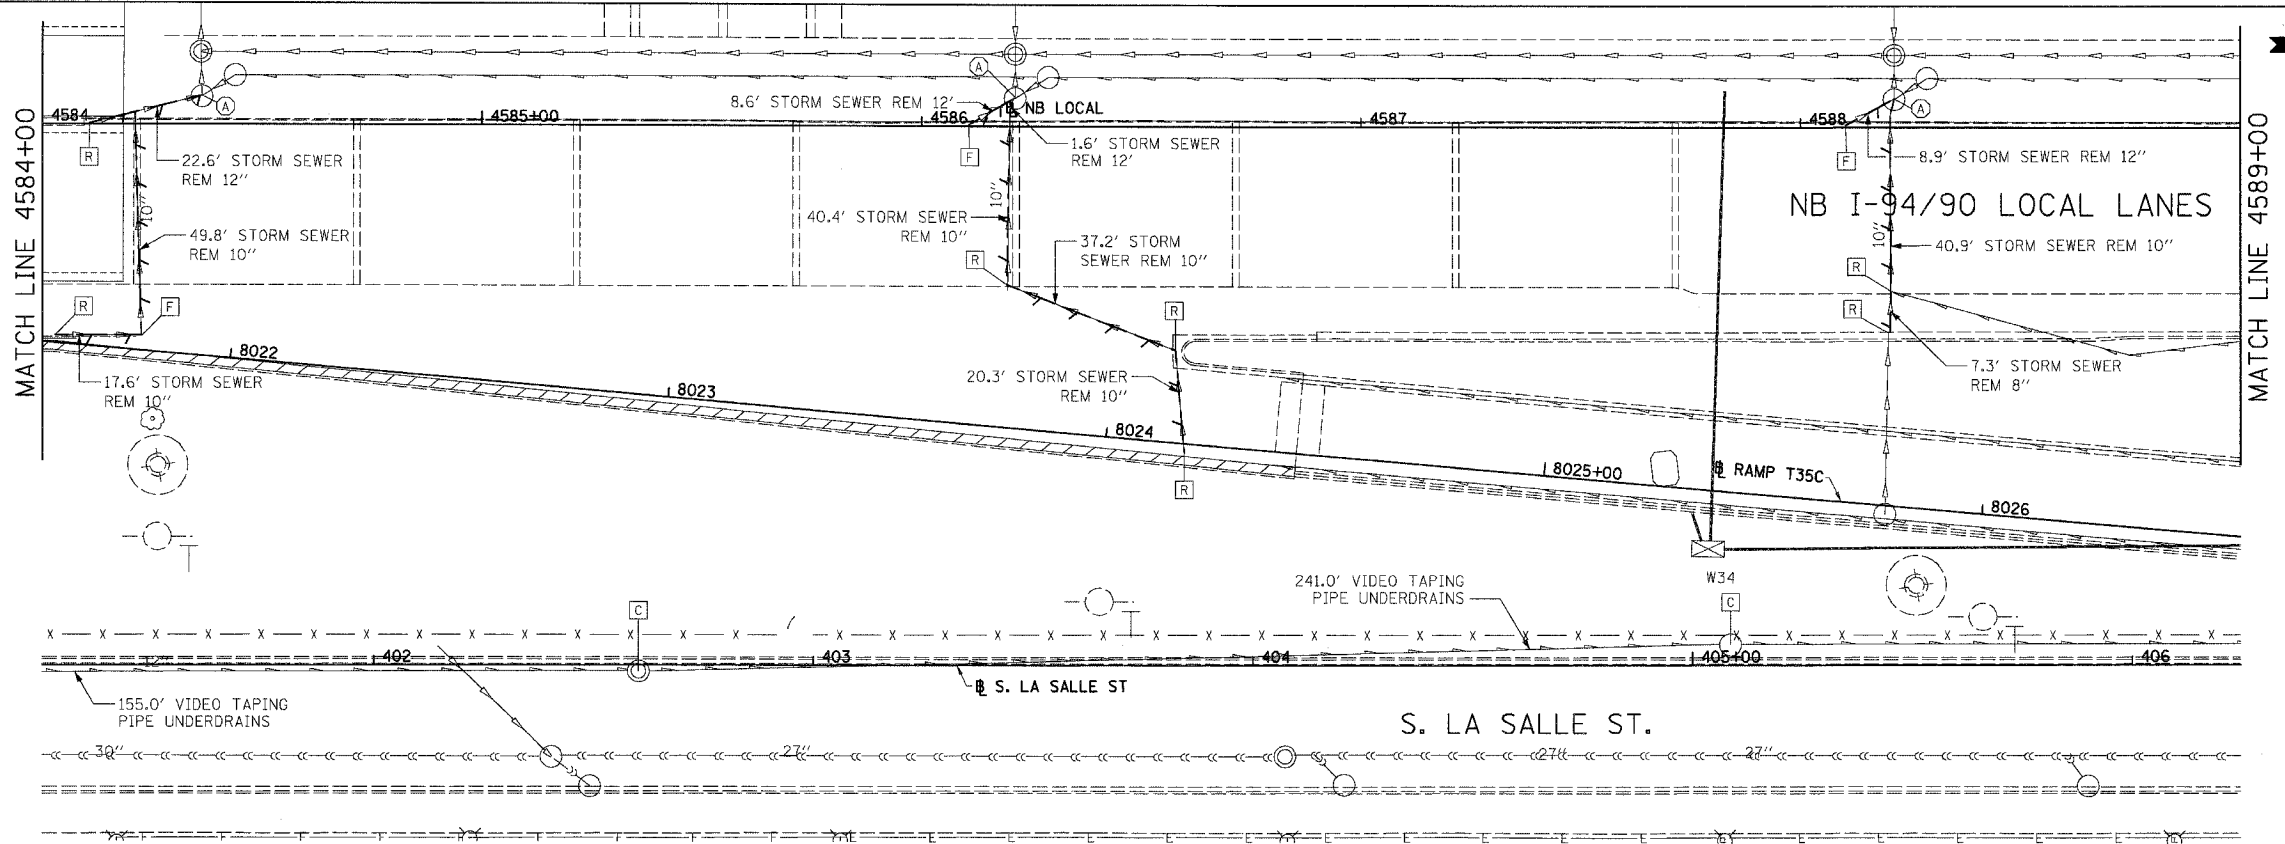 MATCH LINE 4584+00
4584
4585+00
4586
4587
4588
MATCH LINE 4589+00
A
A
A
R
F
F
8.6' STORM SEWER REM 12'
℄ NB LOCAL
1.6' STORM SEWER
REM 12'
22.6' STORM SEWER
REM 12"
8.9' STORM SEWER REM 12"
NB I-94/90 LOCAL LANES
10"
10"
10"
49.8' STORM SEWER
REM 10"
40.4' STORM SEWER
REM 10"
37.2' STORM
SEWER REM 10"
40.9' STORM SEWER REM 10"
R
R
R
F
R
R
17.6' STORM SEWER
REM 10"
20.3' STORM SEWER
REM 10"
7.3' STORM SEWER
REM 8"
8022
8023
8024
8025+00
8026
R
℄ RAMP T35C
W34
241.0' VIDEO TAPING
PIPE UNDERDRAINS
C
C
12"
402
403
404
405+00
406
℄ S. LA SALLE ST
155.0' VIDEO TAPING
PIPE UNDERDRAINS
S. LA SALLE ST.
30"
27"
27"
27"